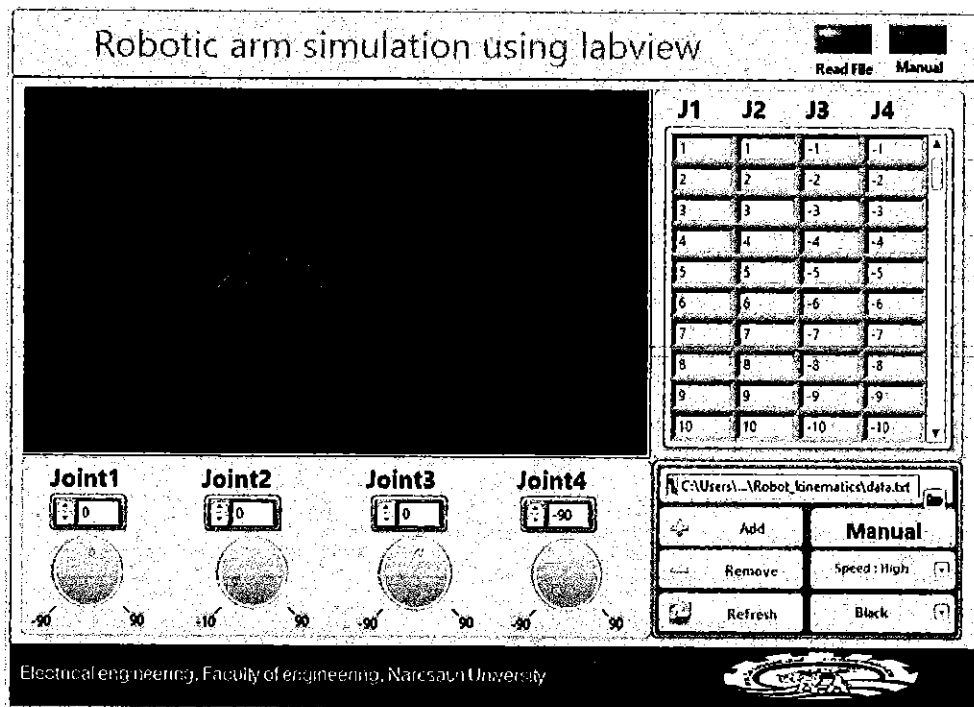 Robotic arm simulation using labview
Read File Manual
J1 J2 J3 J4
1 1 -1 -1
2 2 -2 -2
3 3 -3 -3
4 4 -4 -4
5 5 -5 -5
6 6 -6 -6
7 7 -7 -7
8 8 -8 -8
9 9 -9 -9
10 10 -10 -10
Joint1 Joint2 Joint3 Joint4
0 0 0 -90
-90 90 -10 90 -90 90 -90 90
C:\Users\...\Robot_kinematics\data.txt
Add Manual
Remove Speed : High
Refresh Black
Electrical engineering, Faculty of engineering, Naresuan University